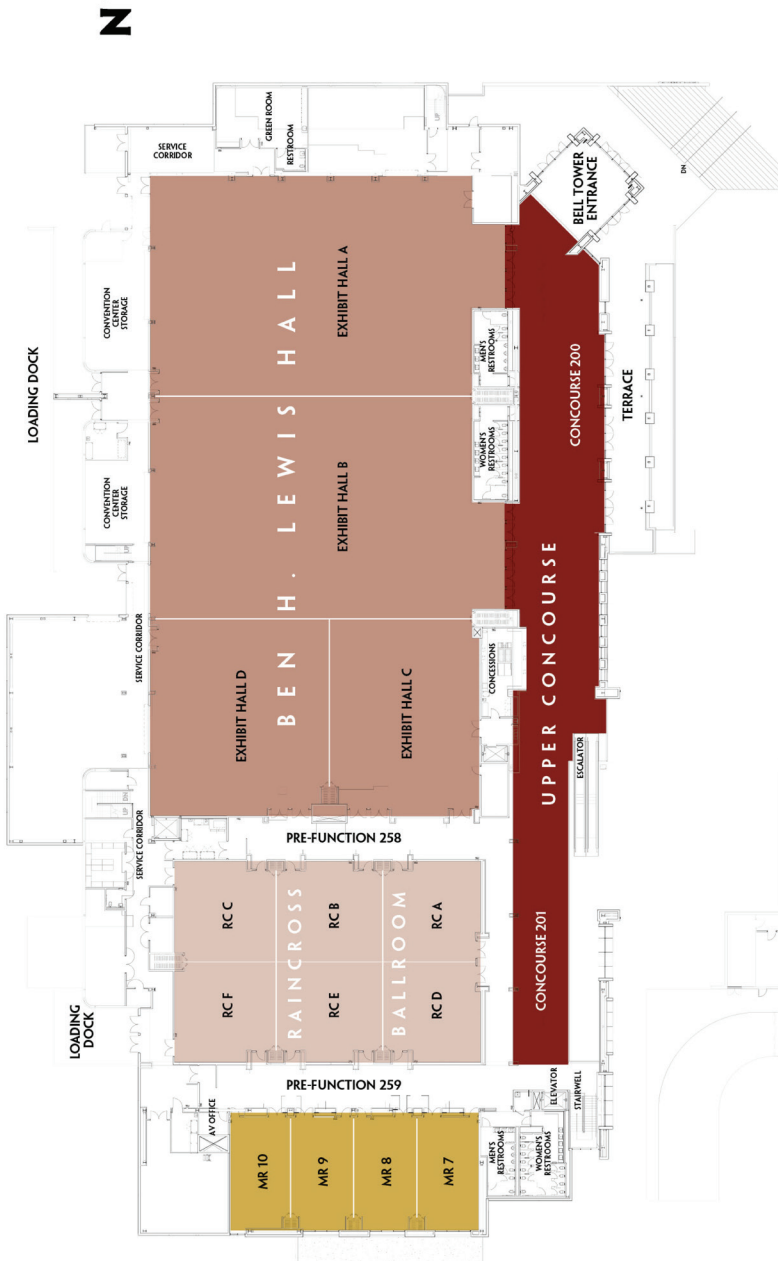 N
LOADING DOCK
SERVICE
CORRIDOR
GREEN ROOM
RESTROOM
UP
BELL TOWER
ENTRANCE
DN
CONVENTION
CENTER
STORAGE
BEN H. LEWIS HALL
EXHIBIT HALL A
MEN'S
RESTROOMS
WOMEN'S
RESTROOMS
CONCOURSE 200
TERRACE
CONVENTION
CENTER
STORAGE
UP
EXHIBIT HALL B
SERVICE CORRIDOR
EXHIBIT HALL D
EXHIBIT HALL C
CONCESSIONS
UPPER CONCOURSE
ESCALATOR
UP
DN
SERVICE CORRIDOR
PRE-FUNCTION 258
RC C
RC B
RC A
RAINCROSS
BALLROOM
RC F
RC E
RC D
CONCOURSE 201
LOADING
DOCK
PRE-FUNCTION 259
AV OFFICE
ELEVATOR
STAIRWELL
MR 10
MR 9
MR 8
MR 7
MEN'S
RESTROOMS
WOMEN'S
RESTROOMS